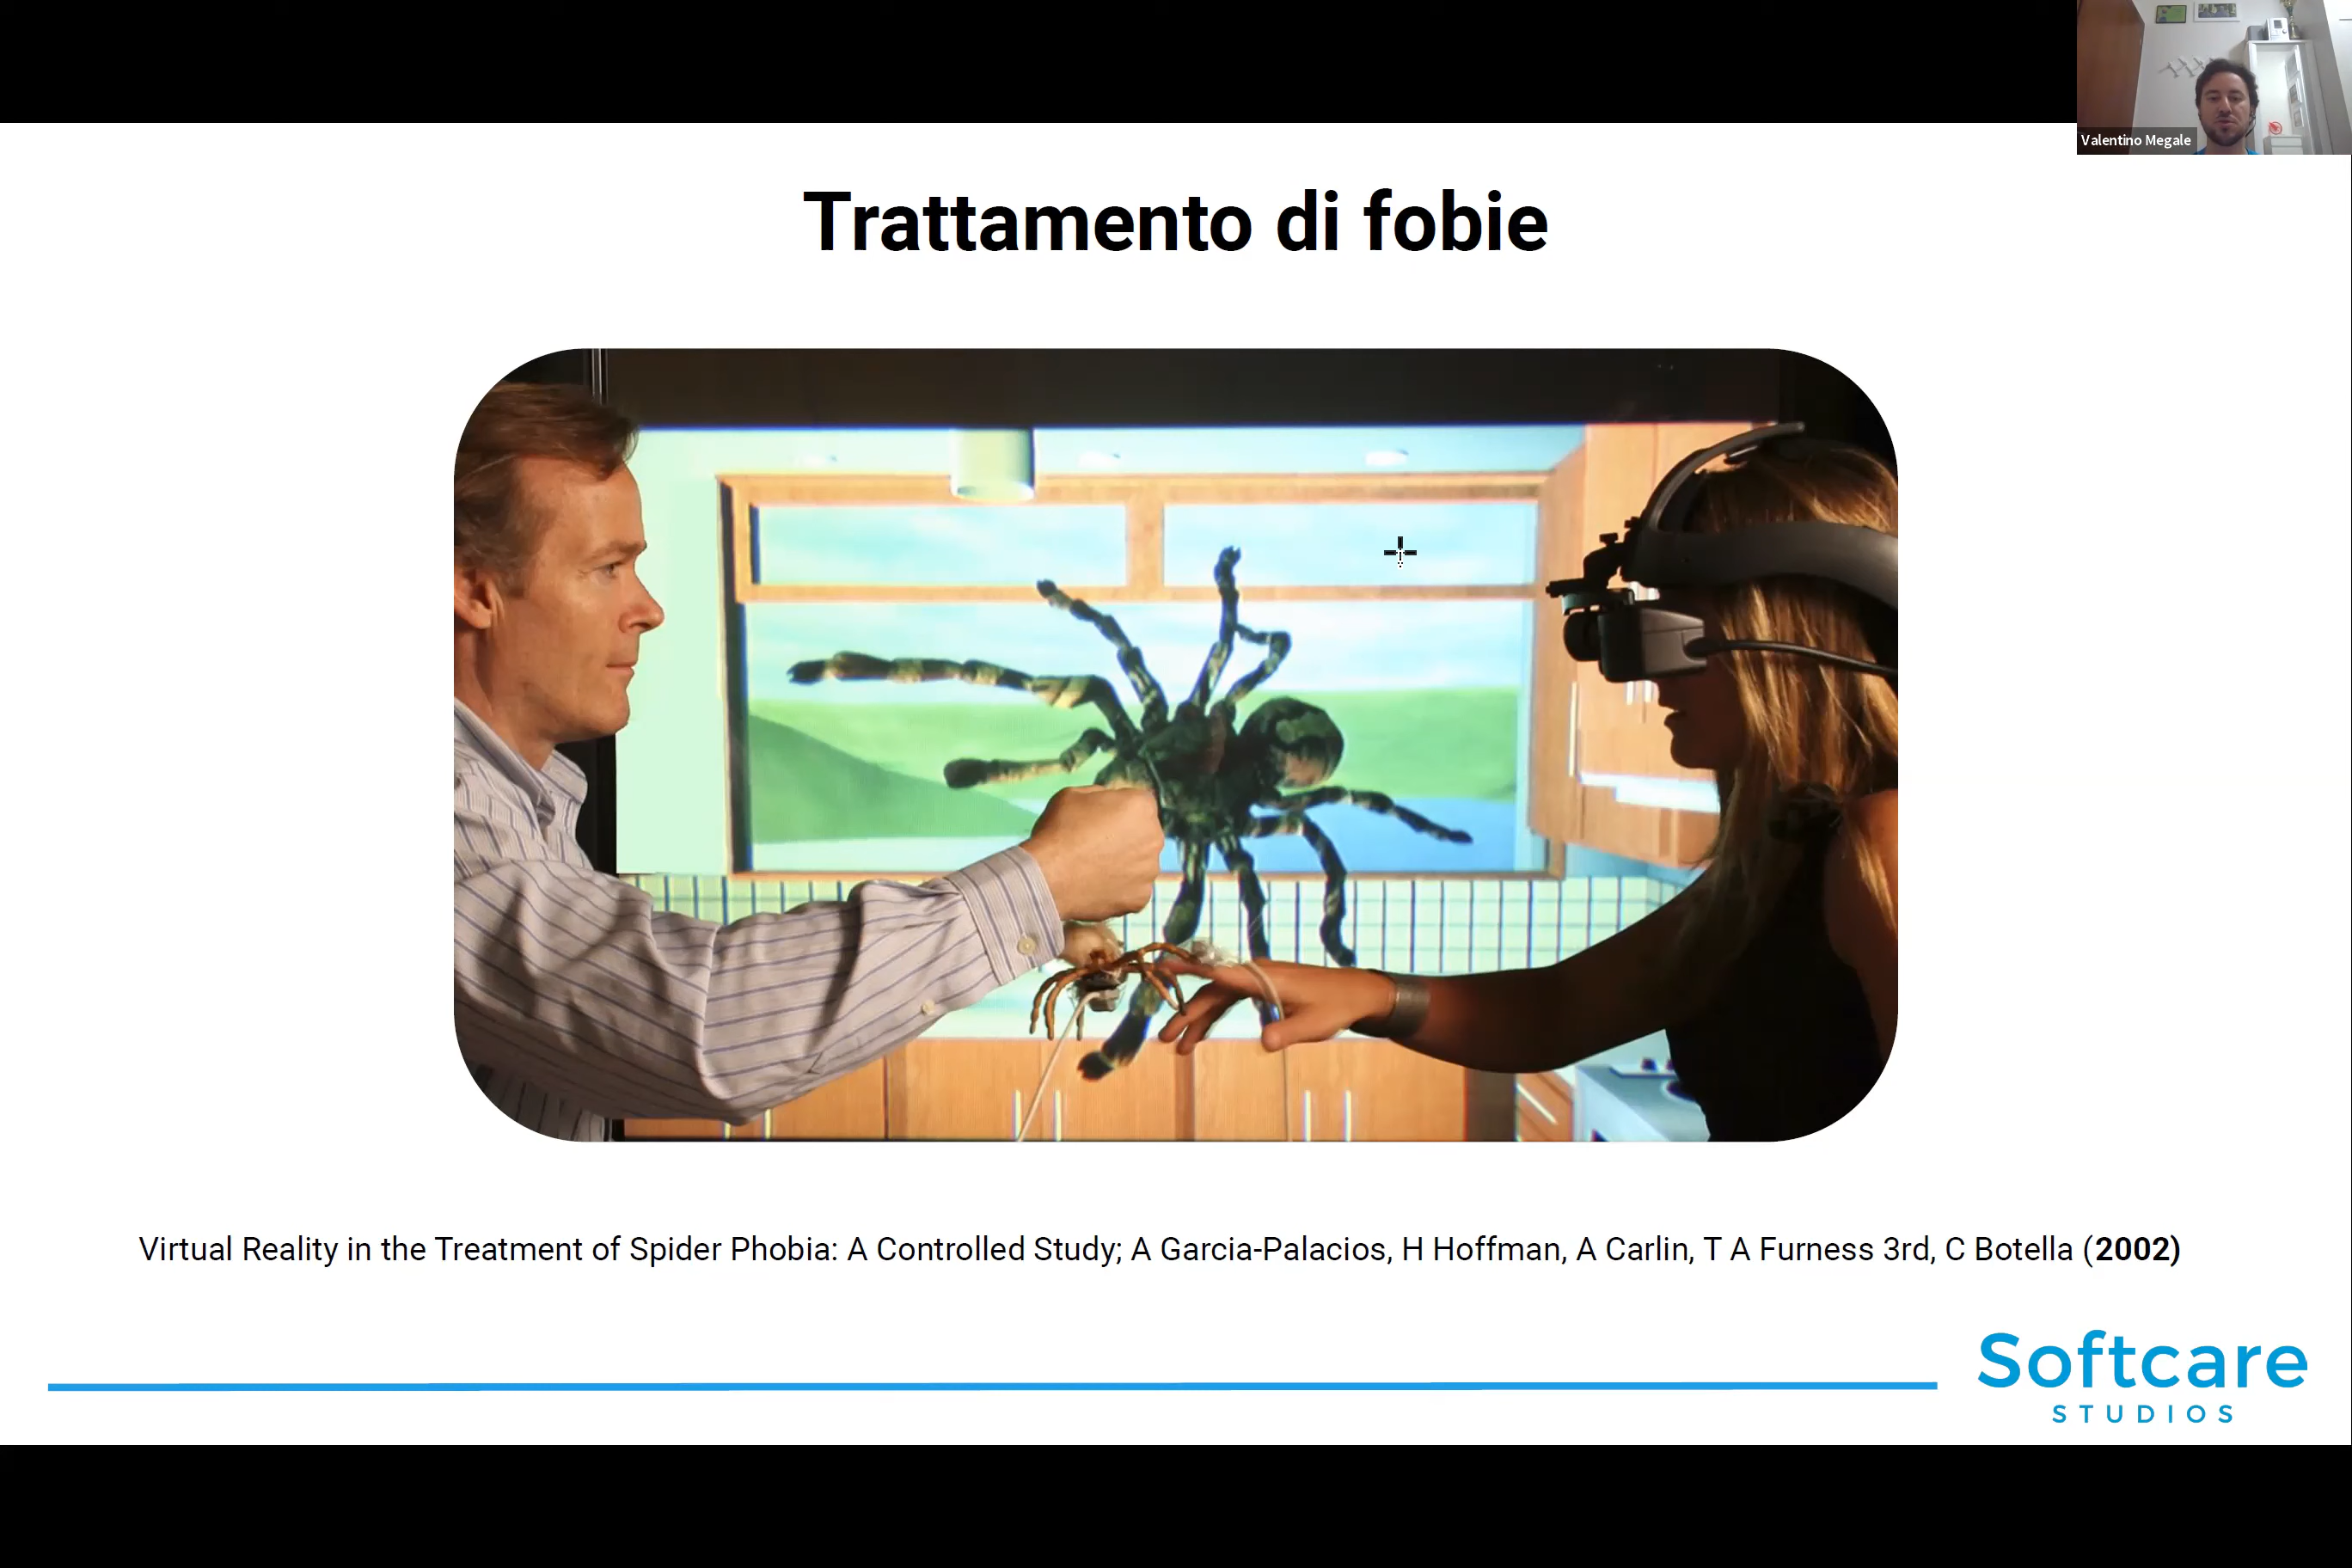 Valentino Megale
Trattamento di fobie
Virtual Reality in the Treatment of Spider Phobia: A Controlled Study; A Garcia-Palacios, H Hoffman, A Carlin, T A Furness 3rd, C Botella (2002)
Softcare
STUDIOS